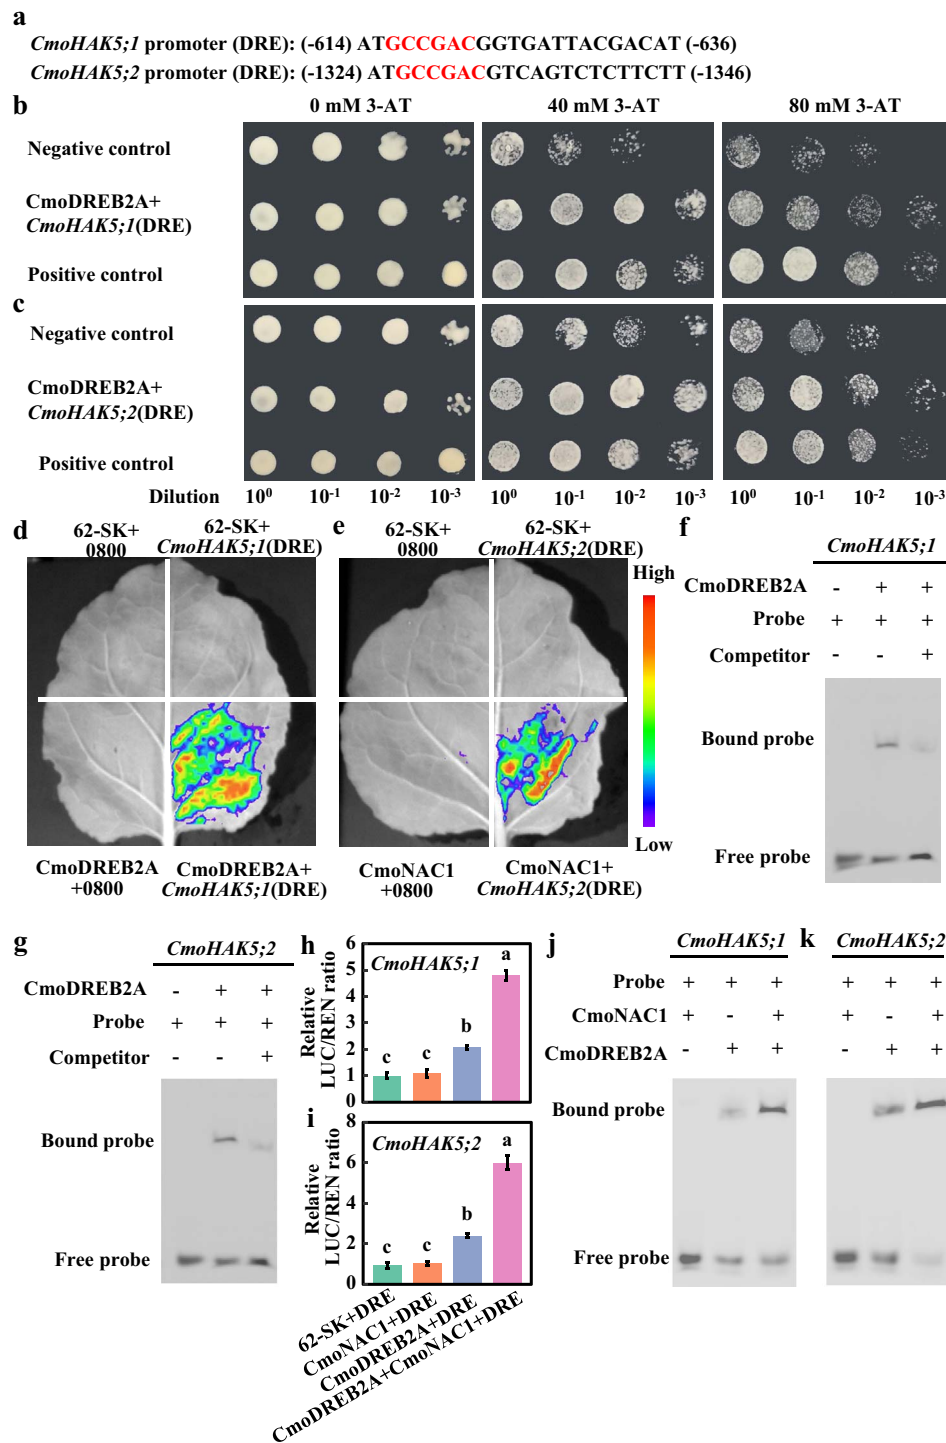 a
CmoHAK5;1 promoter (DRE): (-614) ATGCCGACGGTGATTACGACAT (-636)
CmoHAK5;2 promoter (DRE): (-1324) ATGCCGACGTCAGTCTCTTCTT (-1346)
b
0 mM 3-AT 40 mM 3-AT 80 mM 3-AT
Negative control
CmoDREB2A+
CmoHAK5;1(DRE)
Positive control
c
Negative control
CmoDREB2A+
CmoHAK5;2(DRE)
Positive control
Dilution 10⁰ 10⁻¹ 10⁻² 10⁻³ 10⁰ 10⁻¹ 10⁻² 10⁻³ 10⁰ 10⁻¹ 10⁻² 10⁻³
d
62-SK+
0800
62-SK+
CmoHAK5;1(DRE)
CmoDREB2A
+0800
CmoDREB2A+
CmoHAK5;1(DRE)
e
62-SK+
0800
62-SK+
CmoHAK5;2(DRE)
CmoNAC1
+0800
CmoNAC1+
CmoHAK5;2(DRE)
High
Low
f
CmoHAK5;1
CmoDREB2A - + +
Probe + + +
Competitor - - +
Bound probe
Free probe
g
CmoHAK5;2
CmoDREB2A - + +
Probe + + +
Competitor - - +
Bound probe
Free probe
h
CmoHAK5;1
Relative
LUC/REN ratio
6
5
4
3
2
1
0
c c b a
i
CmoHAK5;2
Relative
LUC/REN ratio
8
6
4
2
0
c c b a
62-SK+DRE
CmoNAC1+DRE
CmoDREB2A+DRE
CmoDREB2A+CmoNAC1+DRE
j
CmoHAK5;1
k
CmoHAK5;2
Probe + + + + + +
CmoNAC1 + - + + - +
CmoDREB2A - + + - + +
Bound probe
Free probe